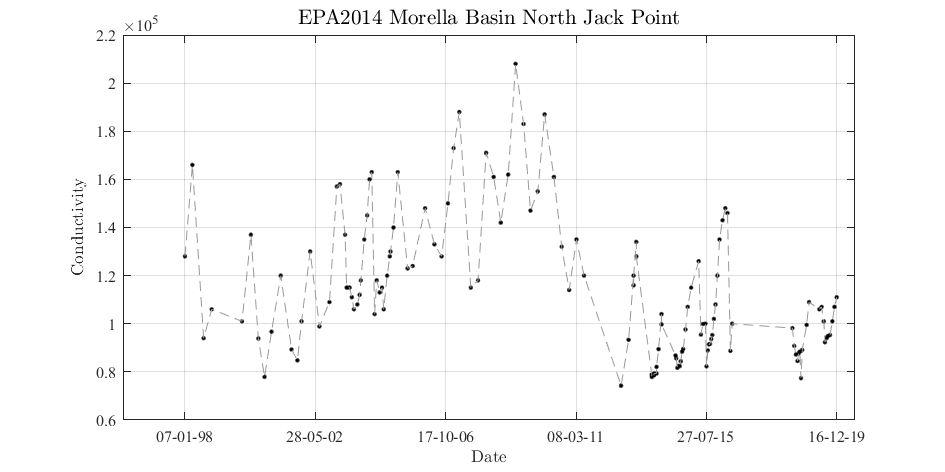 EPA2014 Morella Basin North Jack Point
×10⁵
2.2
2
1.8
1.6
1.4
1.2
1
0.8
0.6
Conductivity
07-01-98 28-05-02 17-10-06 08-03-11 27-07-15 16-12-19
Date